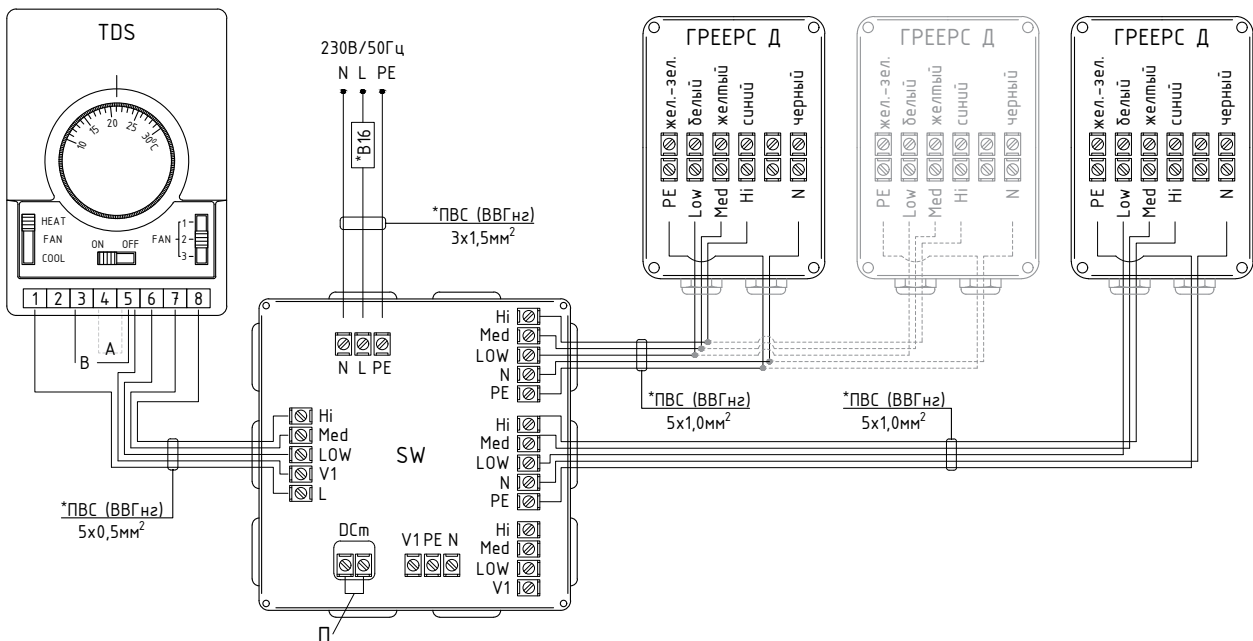 TDS
10 15 20 25 30°C
HEAT
FAN
COOL
ON OFF
FAN
1
2
3
1 2 3 4 5 6 7 8
A
B
*ПВС (ВВГнг)
5х0,5мм²
230В/50Гц
N L PE
*В16
*ПВС (ВВГнг)
3х1,5мм²
N L PE
Hi
Med
LOW
V1
L
SW
DCm
П
V1 PE N
Hi
Med
LOW
N
PE
Hi
Med
LOW
N
PE
Hi
Med
LOW
V1
*ПВС (ВВГнг)
5х1,0мм²
*ПВС (ВВГнг)
5х1,0мм²
ГРЕЕРС Д
жел.-зел.
белый
желтый
синий
черный
PE
Low
Med
Hi
N
ГРЕЕРС Д
жел.-зел.
белый
желтый
синий
черный
PE
Low
Med
Hi
N
ГРЕЕРС Д
жел.-зел.
белый
желтый
синий
черный
PE
Low
Med
Hi
N